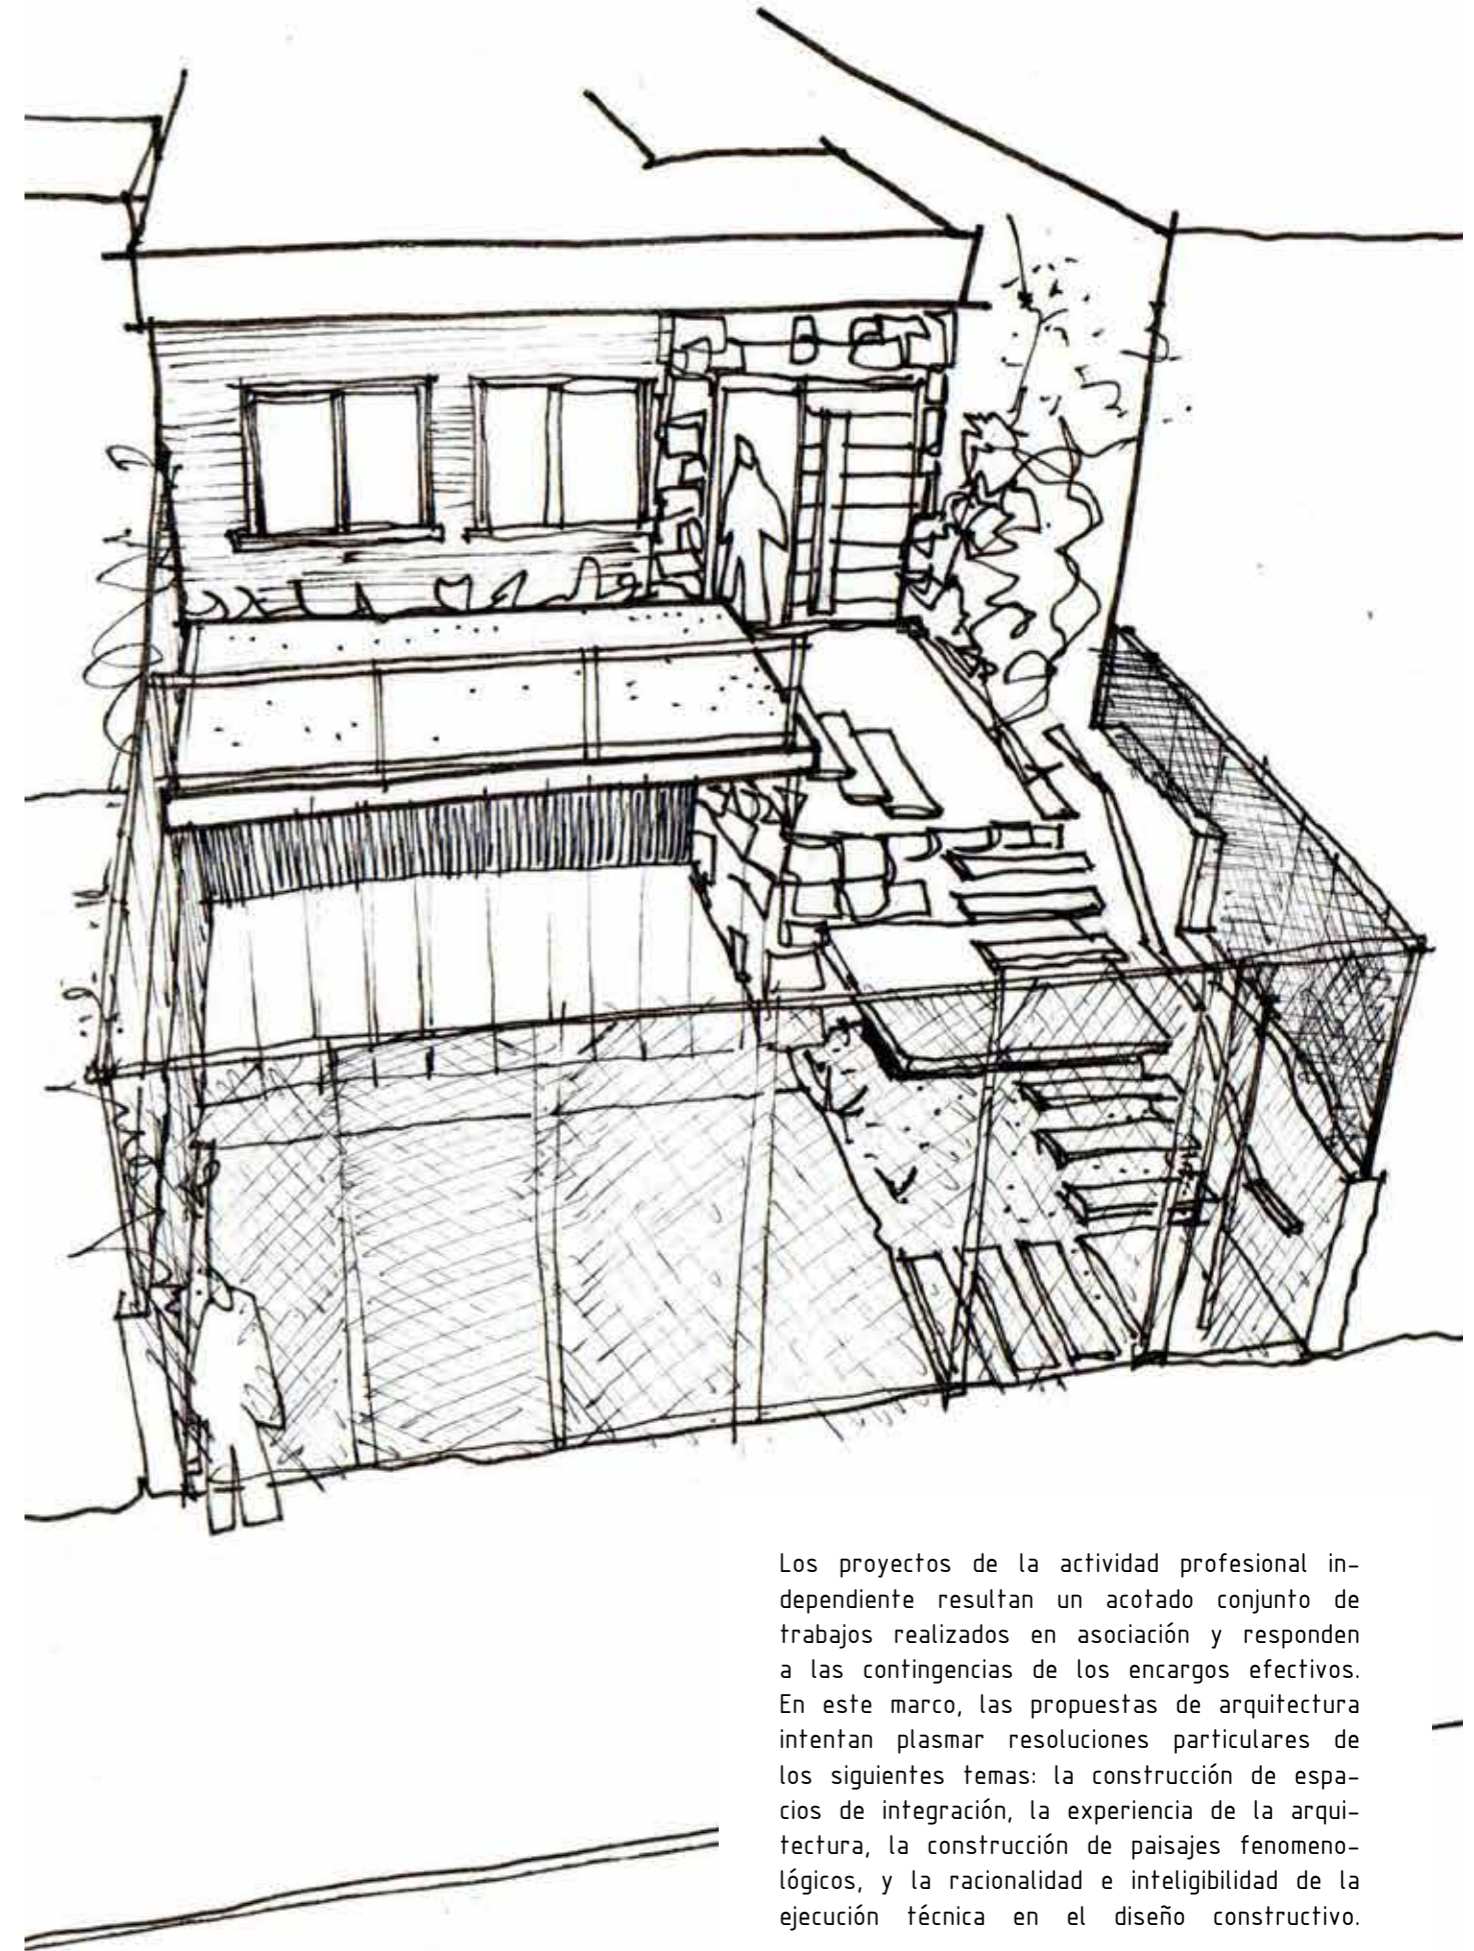 Los proyectos de la actividad profesional in-
dependiente resultan un acotado conjunto de
trabajos realizados en asociación y responden
a las contingencias de los encargos efectivos.
En este marco, las propuestas de arquitectura
intentan plasmar resoluciones particulares de
los siguientes temas: la construcción de espa-
cios de integración, la experiencia de la arqui-
tectura, la construcción de paisajes fenomeno-
lógicos, y la racionalidad e inteligibilidad de la
ejecución técnica en el diseño constructivo.